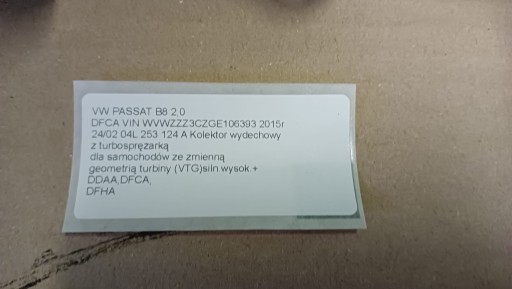 VW PASSAT B8 2,0
DFCA VIN WVWZZZ3CZGE106393 2015r
24/02 04L 253 124 A Kolektor wydechowy
z turbosprężarką
dla samochodów ze zmienną
geometrią turbiny (VTG)siln wysok.+
DDAA,DFCA,
DFHA